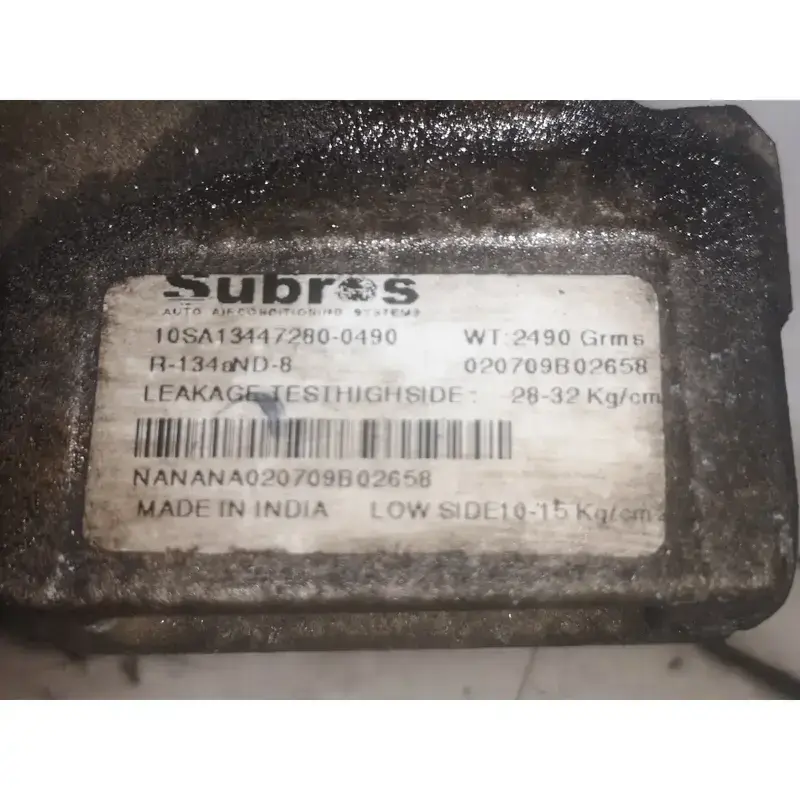 Subros
AUTO AIRCONDITIONING SYSTEMS
10SA13447280-0490 WT:2490 Grms
R-134aND-8 020709B02658
LEAKAGE TESTHIGHSIDE: 28-32 Kg/cm
NANANA020709B02658
MADE IN INDIA LOW SIDE10-15 Kg/cm2